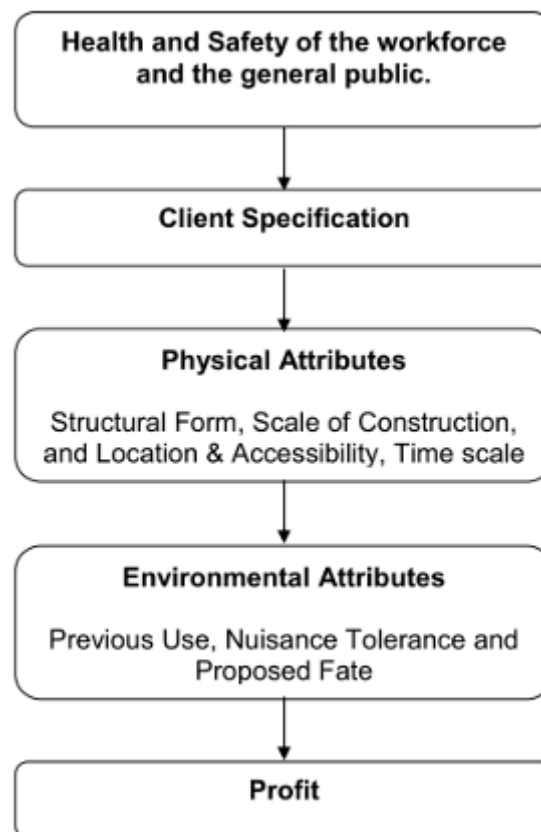 Health and Safety of the workforce
and the general public.
Client Specification
Physical Attributes
Structural Form, Scale of Construction,
and Location & Accessibility, Time scale
Environmental Attributes
Previous Use, Nuisance Tolerance and
Proposed Fate
Profit